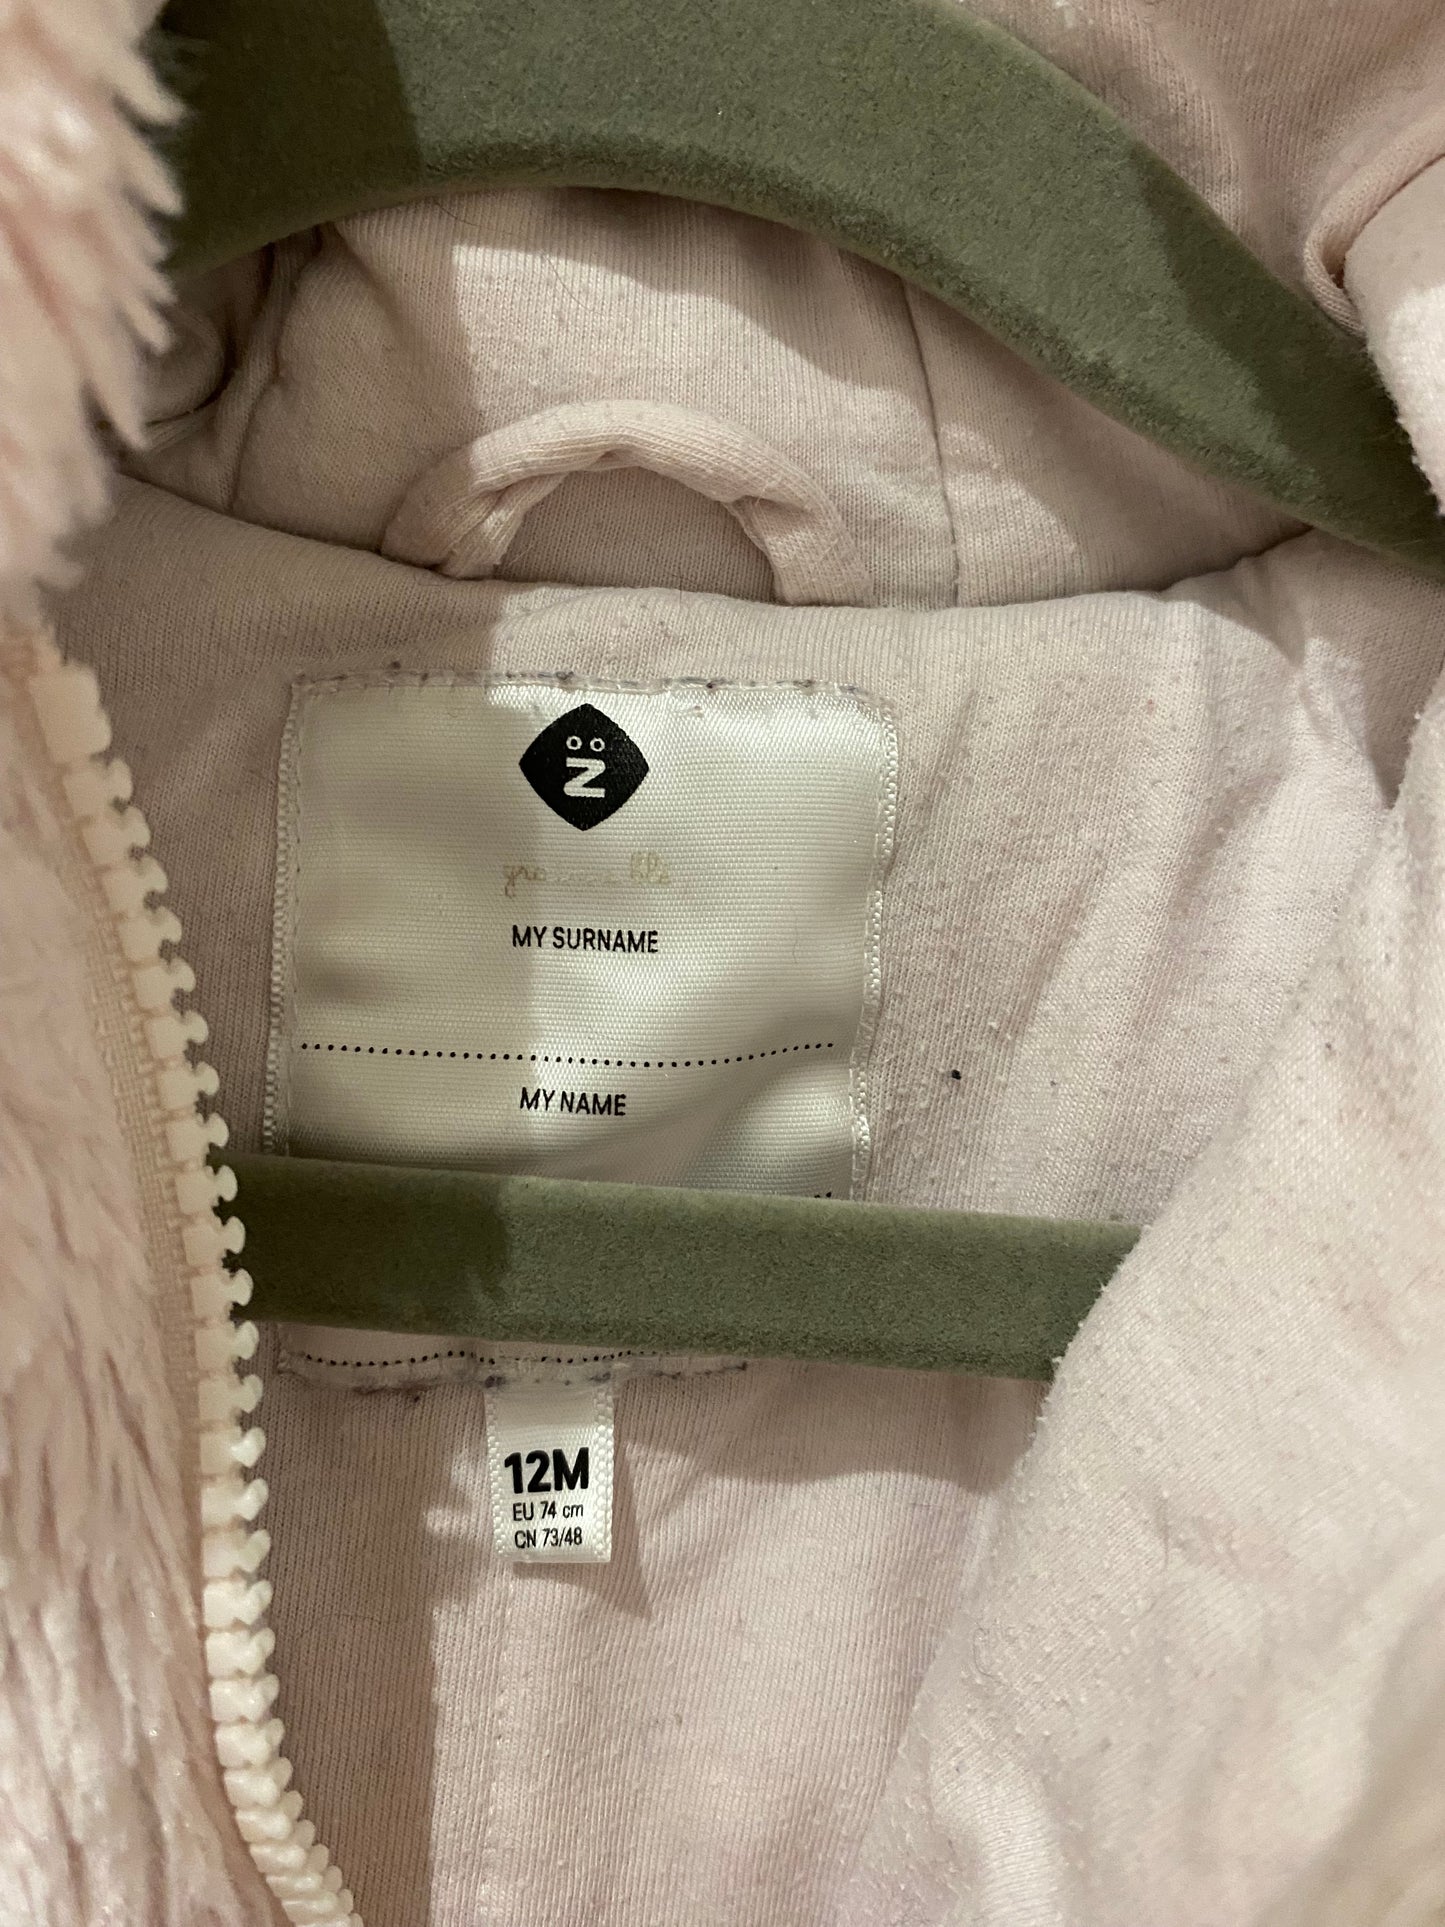 MY SURNAME
MY NAME
12M
EU 74 cm
CN 73/48